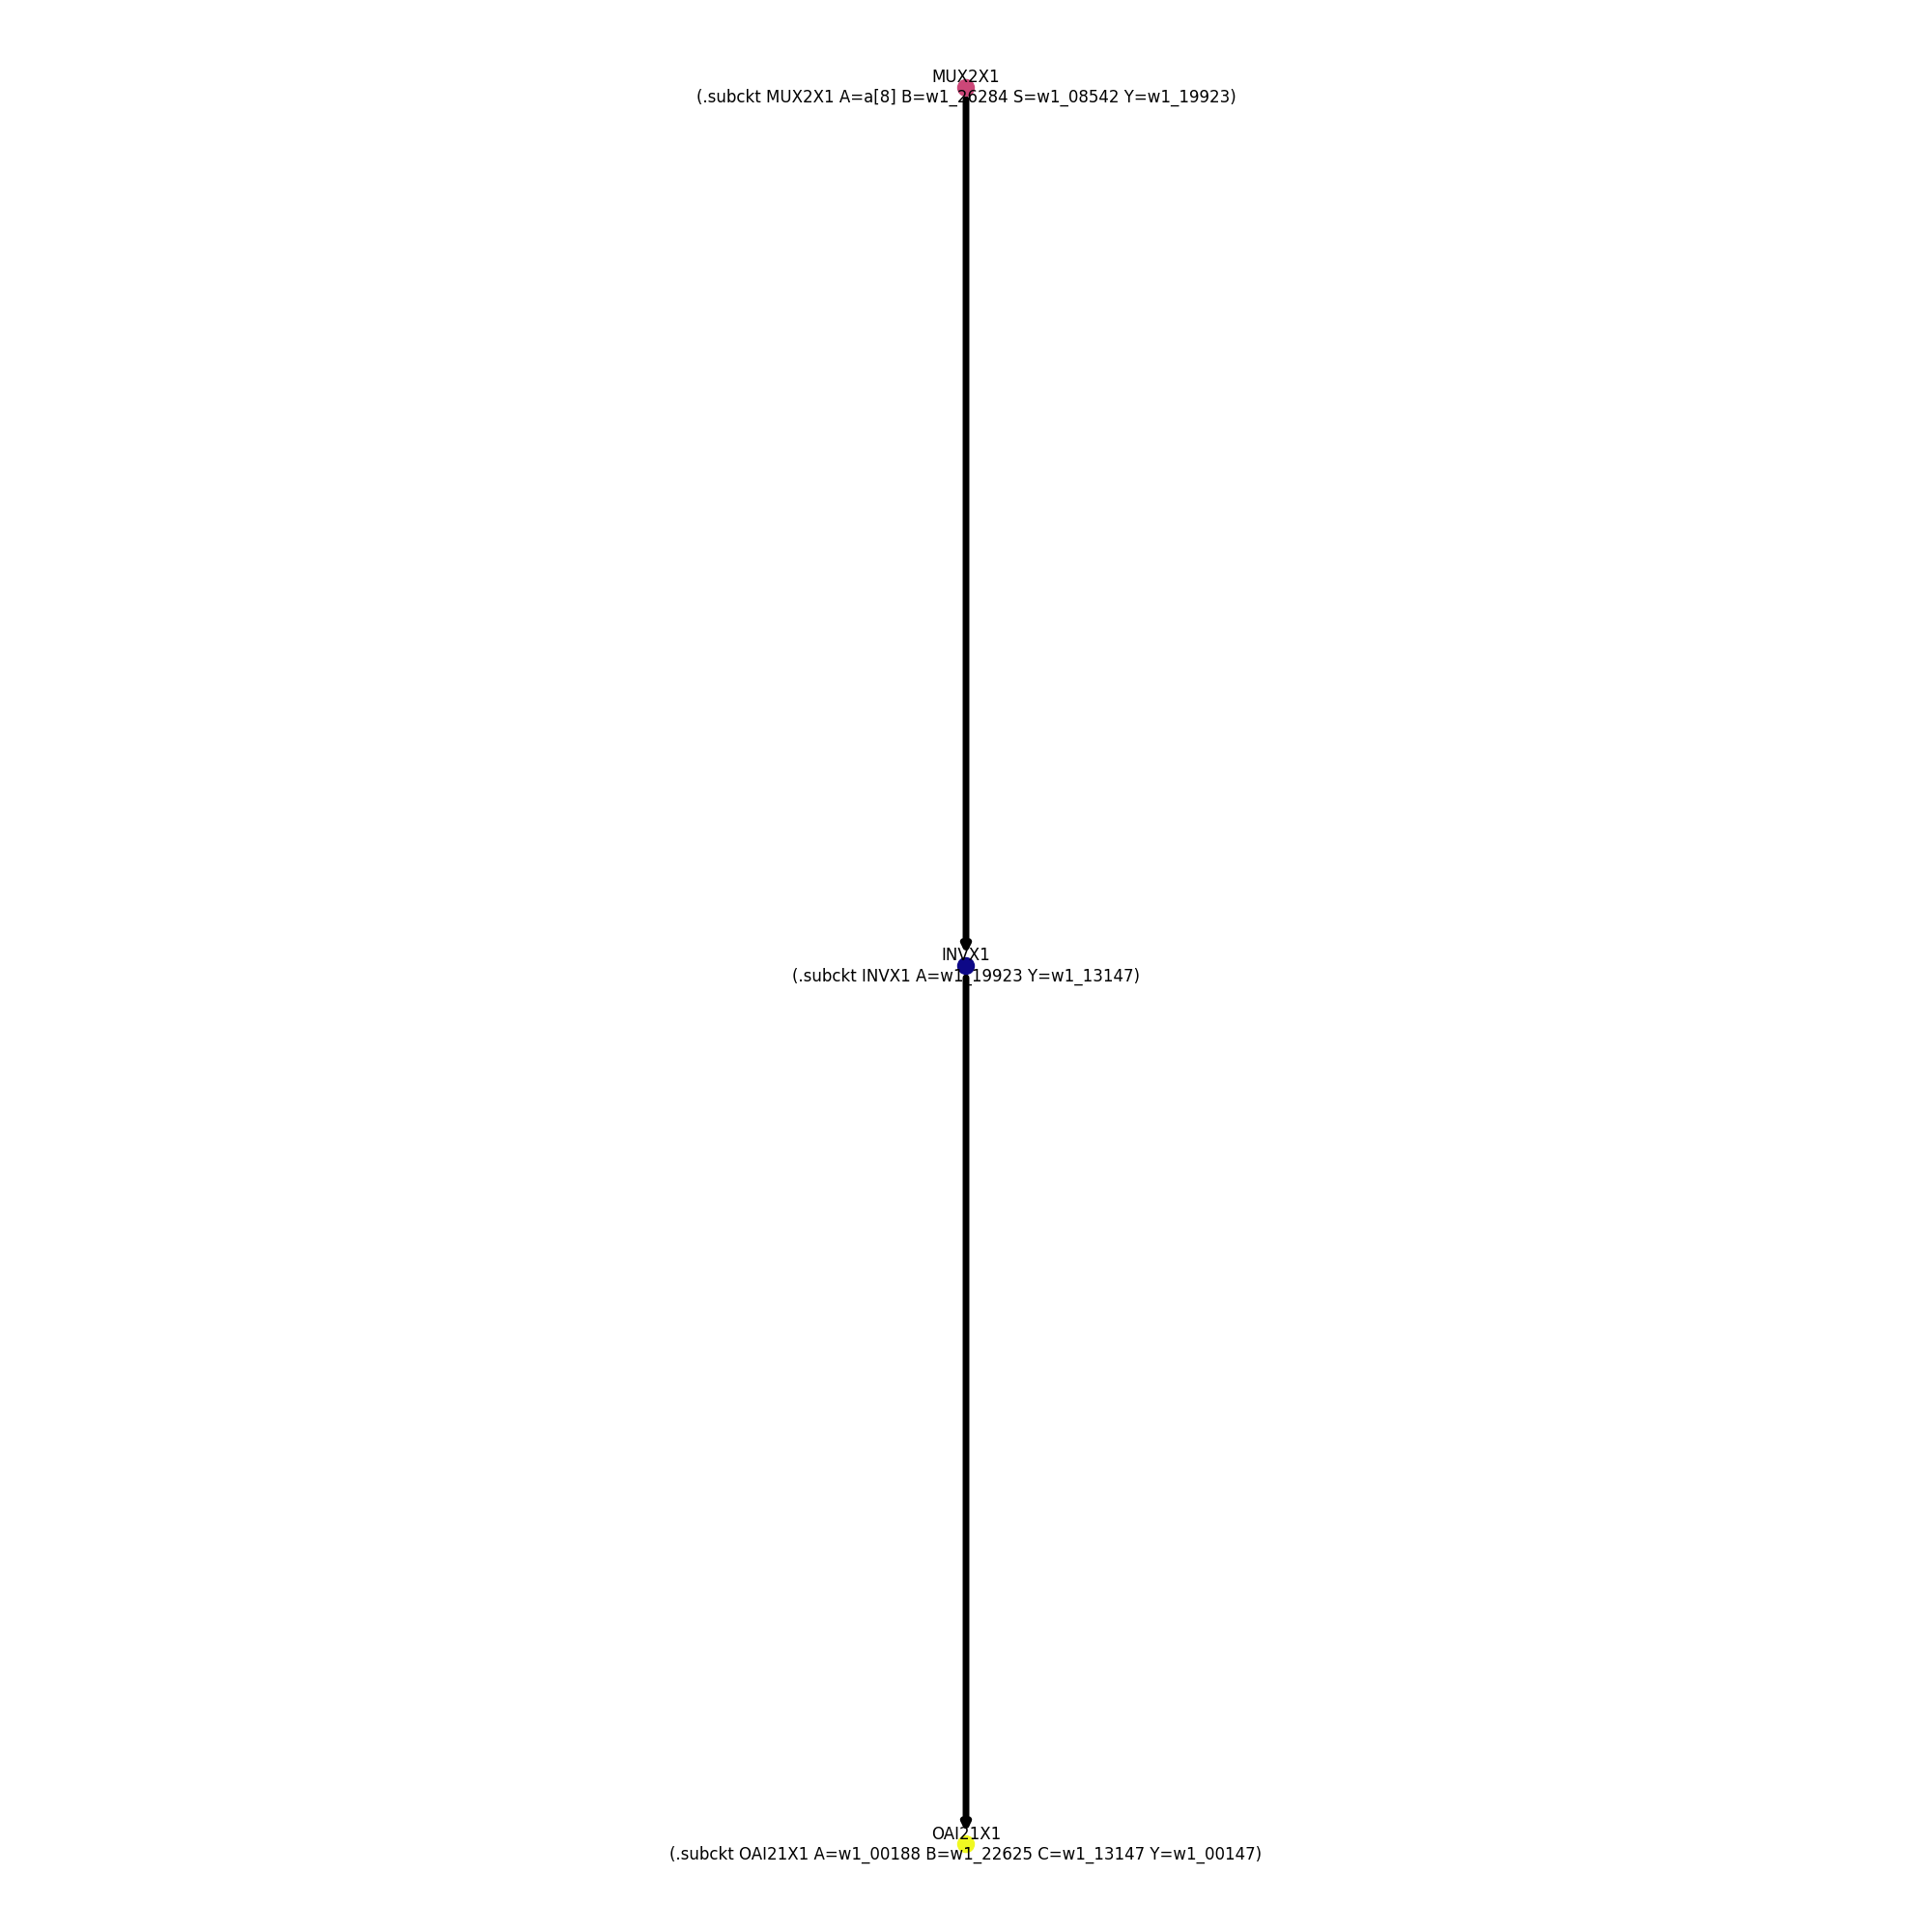 MUX2X1
(.subckt MUX2X1 A=a[8] B=w1_26284 S=w1_08542 Y=w1_19923)
INVX1
(.subckt INVX1 A=w1_19923 Y=w1_13147)
OAI21X1
(.subckt OAI21X1 A=w1_00188 B=w1_22625 C=w1_13147 Y=w1_00147)